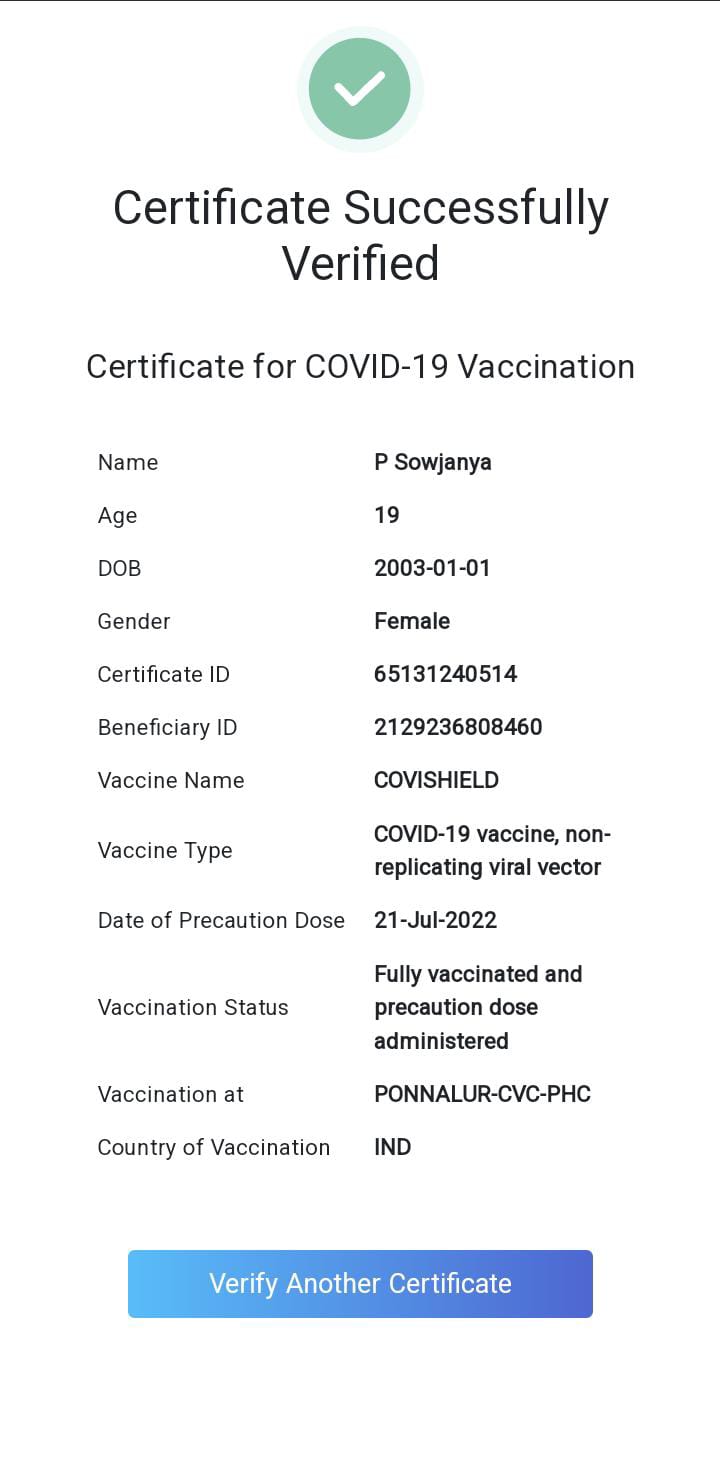 Certificate Successfully
Verified
Certificate for COVID-19 Vaccination
Name P Sowjanya
Age 19
DOB 2003-01-01
Gender Female
Certificate ID 65131240514
Beneficiary ID 2129236808460
Vaccine Name COVISHIELD
Vaccine Type COVID-19 vaccine, non-
replicating viral vector
Date of Precaution Dose 21-Jul-2022
Vaccination Status Fully vaccinated and
precaution dose
administered
Vaccination at PONNALUR-CVC-PHC
Country of Vaccination IND
Verify Another Certificate